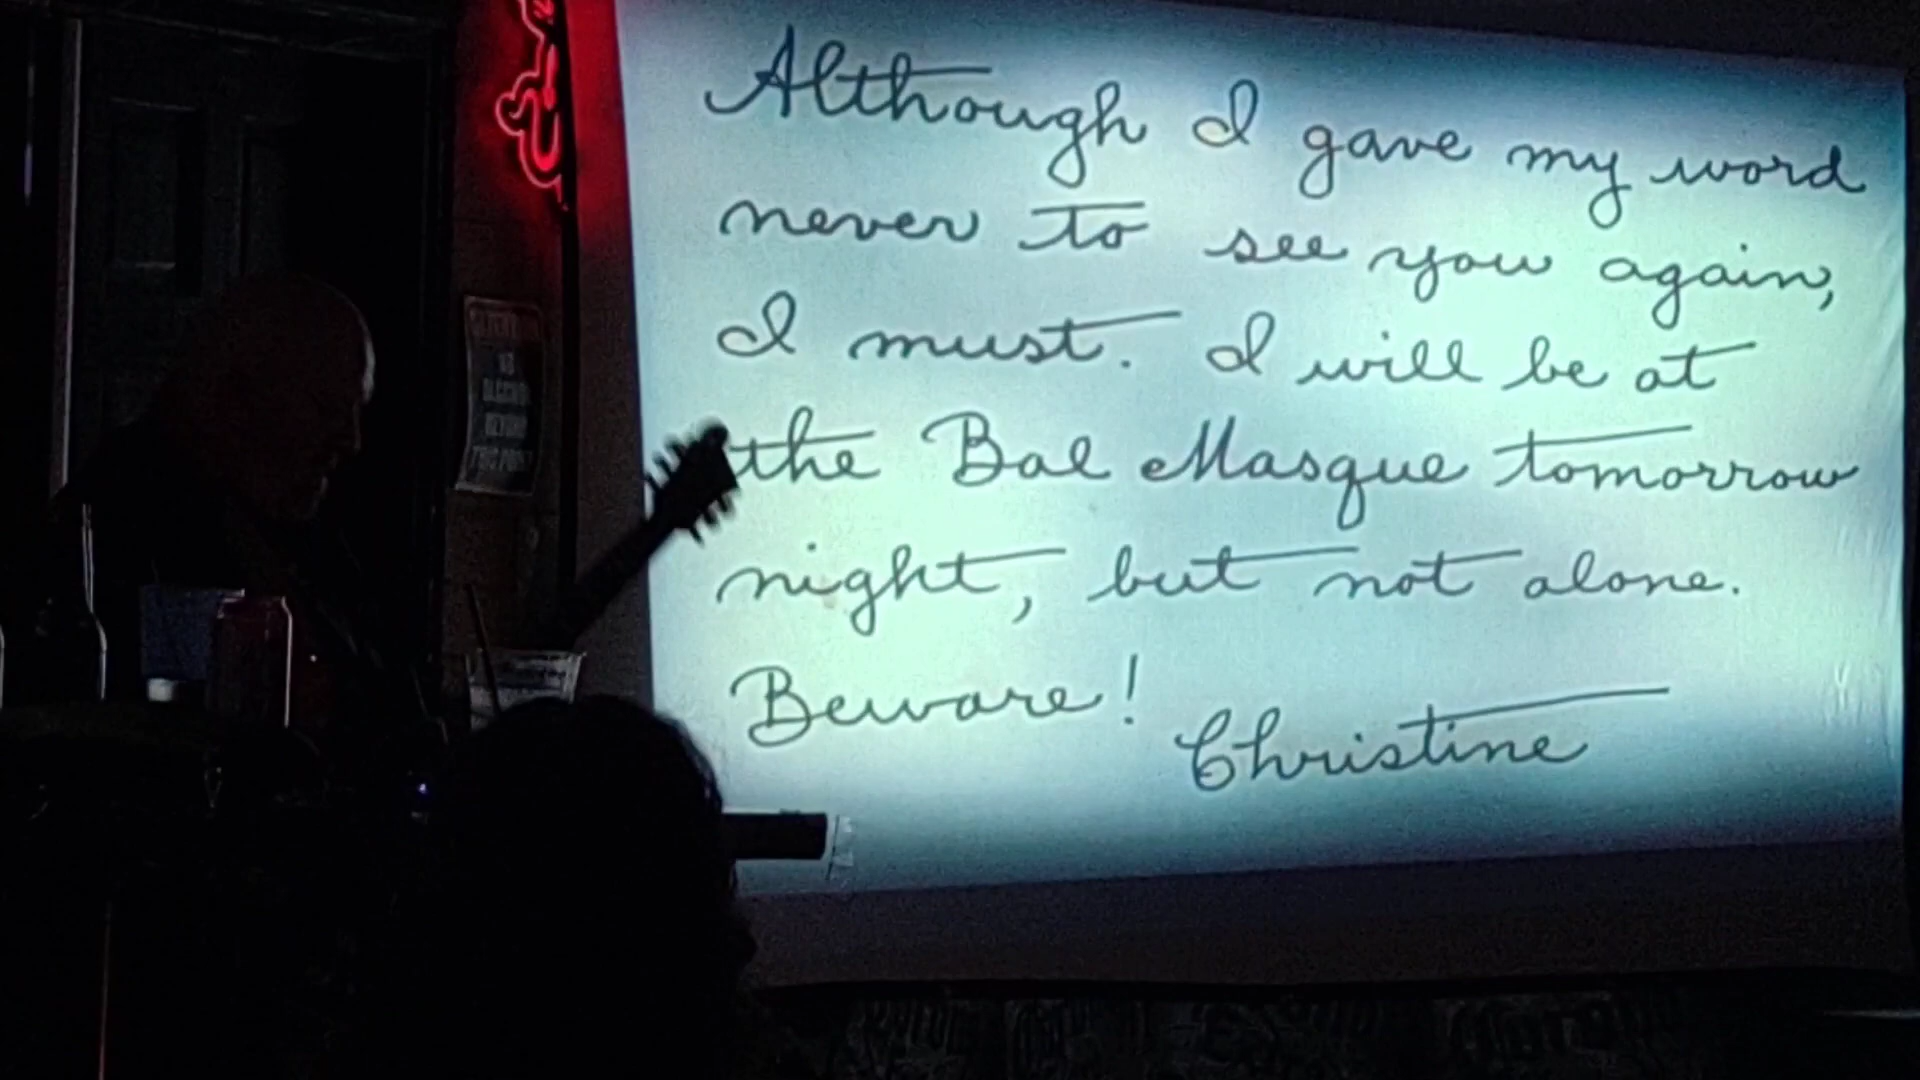 Although I gave my word
never to see you again,
I must. I will be at
the Bal Masque tomorrow
night, but not alone.
Beware!
Christine